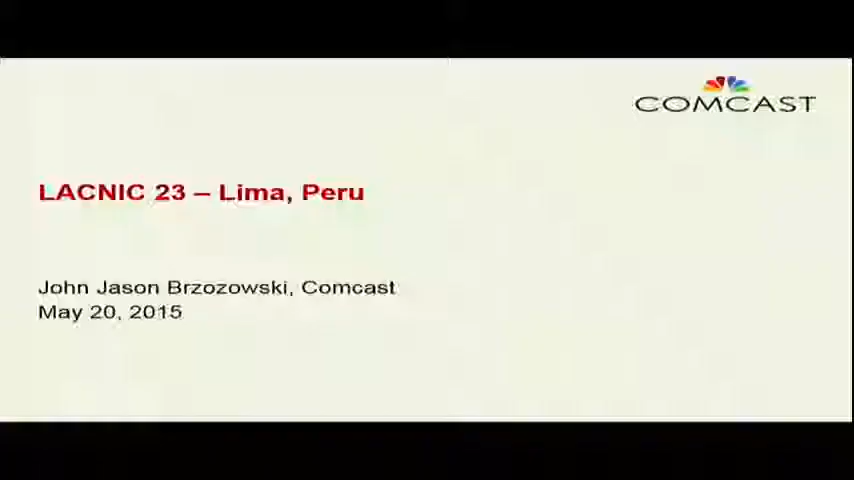 COMCAST
LACNIC 23 – Lima, Peru
John Jason Brzozowski, Comcast
May 20, 2015